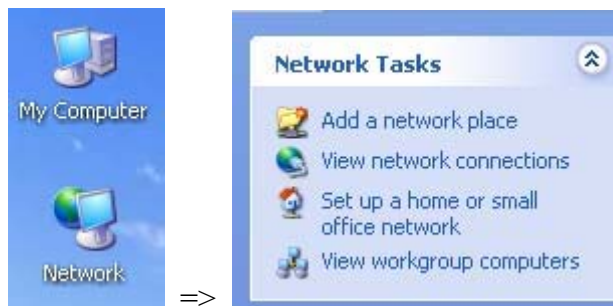 My Computer
Network
=>
Network Tasks
Add a network place
View network connections
Set up a home or small
office network
View workgroup computers